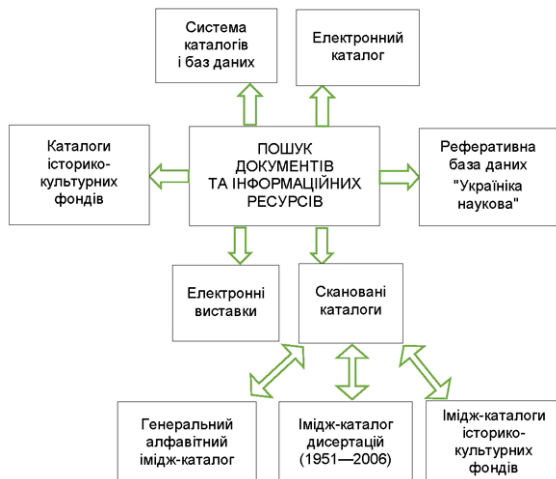 Система
каталогів
і баз даних
Електронний
каталог
Каталоги
історико-
культурних
фондів
ПОШУК
ДОКУМЕНТІВ
ТА ІНФОРМАЦІЙНИХ
РЕСУРСІВ
Реферативна
база даних
"Україніка
наукова"
Електронні
виставки
Скановані
каталоги
Генеральний
алфавітний
імідж-каталог
Імідж-каталог
дисертацій
(1951—2006)
Імідж-каталоги
історико-
культурних
фондів